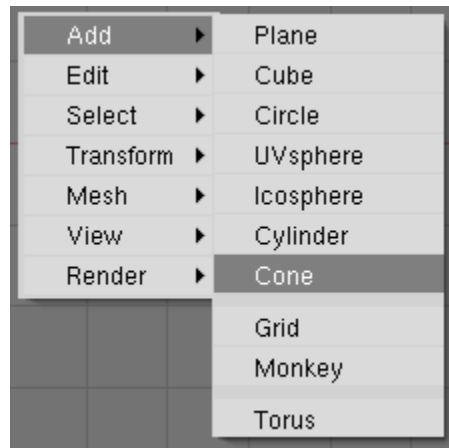 Add
Edit
Select
Transform
Mesh
View
Render
Plane
Cube
Circle
UVsphere
Icosphere
Cylinder
Cone
Grid
Monkey
Torus